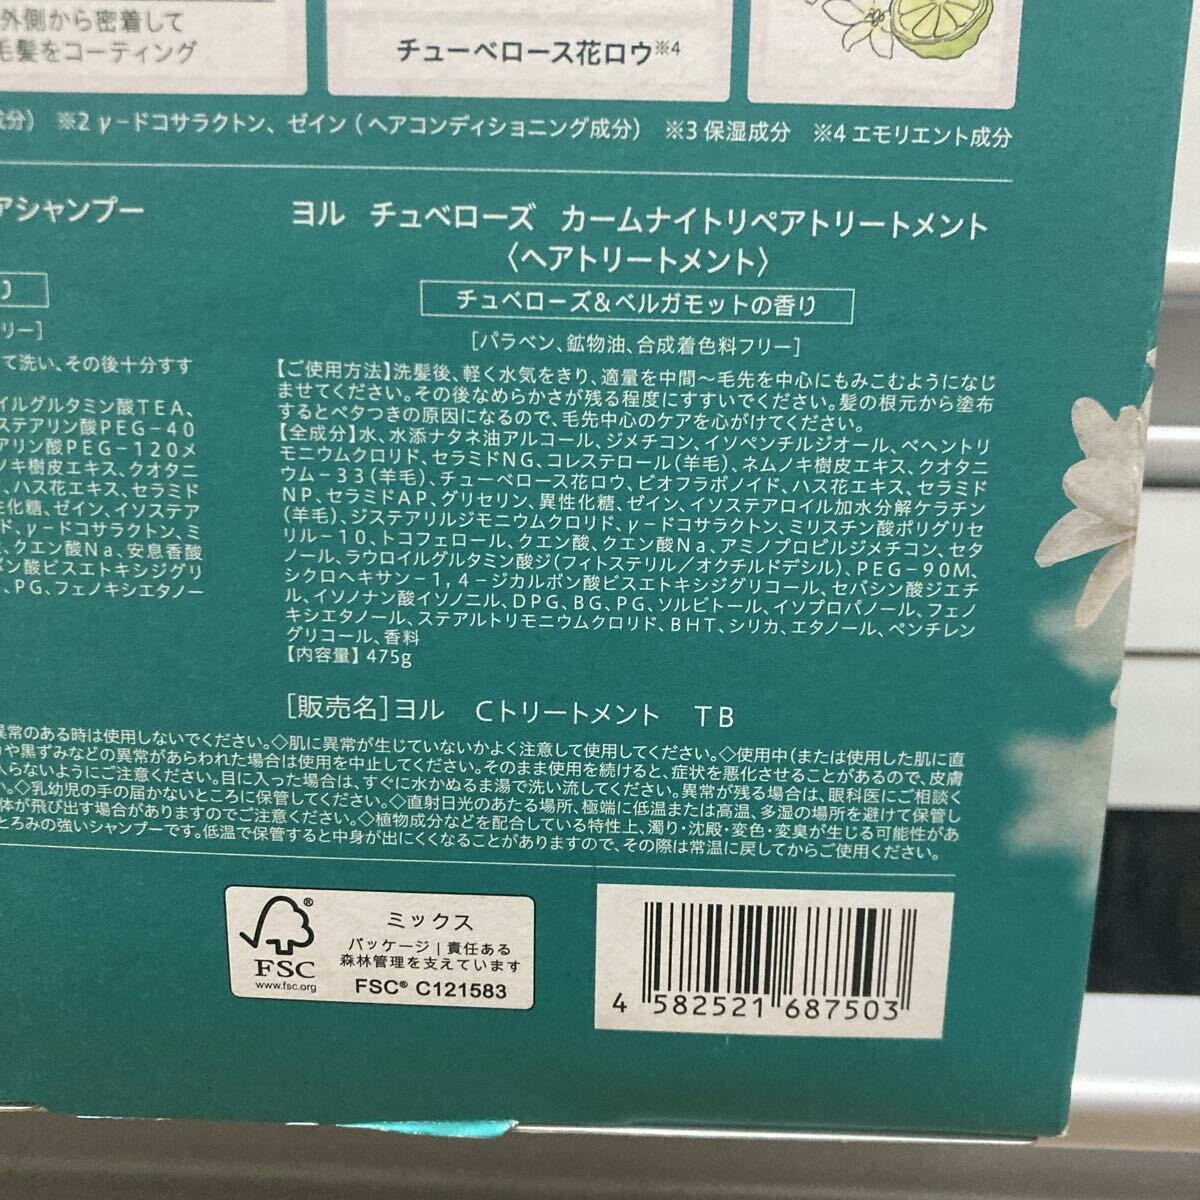 外側から密着して
毛髪をコーティング
チューベロース花ロウ※4
成分） ※2 γ－ドコサラクトン、ゼイン（ヘアコンディショニング成分） ※3 保湿成分 ※4 エモリエント成分
アシャンプー
り
リー］
て洗い、その後十分すす
イルグルタミン酸TEA、
ステアリン酸PEG－40
アリン酸PEG－120メ
ノキ樹皮エキス、クオタニ
、ハス花エキス、セラミド
性化糖、ゼイン、イソステア
ド、γ－ドコサラクトン、ミ
、クエン酸Na、安息香酸
ボン酸ビスエトキシジグリ
、PG、フェノキシエタノー
ヨル チュベローズ カームナイトリペアトリートメント
〈ヘアトリートメント〉
チュベローズ＆ベルガモットの香り
［パラベン、鉱物油、合成着色料フリー］
【ご使用方法】洗髪後、軽く水気をきり、適量を中間～毛先を中心にもみこむようになじ
ませてください。その後なめらかさが残る程度にすすいでください。髪の根元から塗布
するとベタつきの原因になるので、毛先中心のケアを心がけてください。
【全成分】水、水添ナタネ油アルコール、ジメチコン、イソペンチルジオール、ベヘントリ
モニウムクロリド、セラミドNG、コレステロール（羊毛）、ネムノキ樹皮エキス、クオタニ
ウム－33（羊毛）、チューベロース花ロウ、ビオフラボノイド、ハス花エキス、セラミド
NP、セラミドAP、グリセリン、異性化糖、ゼイン、イソステアロイル加水分解ケラチン
（羊毛）、ジステアリルジモニウムクロリド、γ－ドコサラクトン、ミリスチン酸ポリグリセ
リル－10、トコフェロール、クエン酸、クエン酸Na、アミノプロピルジメチコン、セタ
ノール、ラウロイルグルタミン酸ジ（フィトステリル／オクチルドデシル）、PEG－90M、
シクロヘキサン－1，4－ジカルボン酸ビスエトキシジグリコール、セバシン酸ジエチ
ル、イソノナン酸イソノニル、DPG、BG、PG、ソルビトール、イソプロパノール、フェノ
キシエタノール、ステアルトリモニウムクロリド、BHT、シリカ、エタノール、ペンチレン
グリコール、香料
【内容量】475g
［販売名］ヨル Cトリートメント TB
異常のある時は使用しないでください。◇肌に異常が生じていないかよく注意して使用してください。◇使用中（または使用した肌に直
りや黒ずみなどの異常があらわれた場合は使用を中止してください。そのまま使用を続けると、症状を悪化させることがあるので、皮膚
入らないようにご注意ください。目に入った場合は、すぐに水かぬるま湯で洗い流してください。異常が残る場合は、眼科医にご相談く
い。◇乳幼児の手の届かないところに保管してください。◇直射日光のあたる場所、極端に低温または高温、多湿の場所を避けて保管し
体が飛び出す場合がありますのでご注意ください。◇植物成分などを配合している特性上、濁り・沈殿・変色・変臭が生じる可能性があ
とろみの強いシャンプーです。低温で保管すると中身が出にくくなることがありますので、その際は常温に戻してからご使用ください。
FSC
www.fsc.org
ミックス
パッケージ｜責任ある
森林管理を支えています
FSC® C121583
4 582521 687503